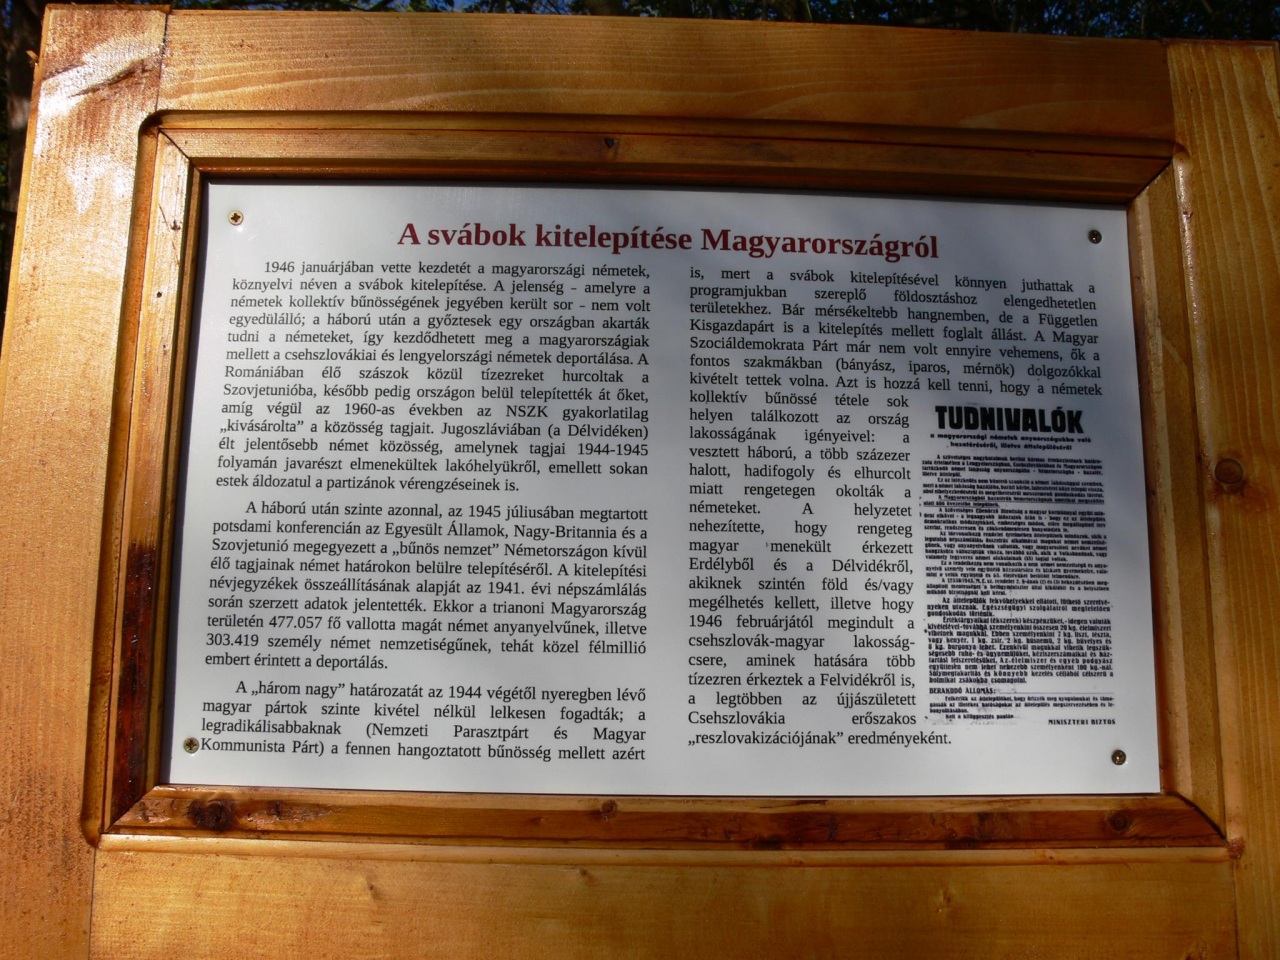 A svábok kitelepítése Magyarországról
1946 januárjában vette kezdetét a magyarországi németek,
köznyelvi néven a svábok kitelepítése. A jelenség – amelyre a
németek kollektív bűnösségének jegyében került sor – nem volt
egyedülálló; a háború után a győztesek egy országban akarták
tudni a németeket, így kezdődhetett meg a magyarországiak
mellett a csehszlovákiai és lengyelországi németek deportálása. A
Romániában élő szászok közül tízezreket hurcoltak a
Szovjetunióba, később pedig országon belül telepítették át őket,
amíg végül az 1960-as években az NSZK gyakorlatilag
„kivásárolta” a közösség tagjait. Jugoszláviában (a Délvidéken)
élt jelentősebb német közösség, amelynek tagjai 1944-1945
folyamán javarészt elmenekültek lakóhelyükről, emellett sokan
estek áldozatul a partizánok vérengzéseinek is.
A háború után szinte azonnal, az 1945 júliusában megtartott
potsdami konferencián az Egyesült Államok, Nagy-Britannia és a
Szovjetunió megegyezett a „bűnös nemzet” Németországon kívül
élő tagjainak német határokon belülre telepítéséről. A kitelepítési
névjegyzékek összeállításának alapját az 1941. évi népszámlálás
során szerzett adatok jelentették. Ekkor a trianoni Magyarország
területén 477.057 fő vallotta magát német anyanyelvűnek, illetve
303.419 személy német nemzetiségűnek, tehát közel félmillió
embert érintett a deportálás.
A „három nagy” határozatát az 1944 végétől nyeregben lévő
magyar pártok szinte kivétel nélkül lelkesen fogadták; a
legradikálisabbaknak (Nemzeti Parasztpárt és Magyar
Kommunista Párt) a fennen hangoztatott bűnösség mellett azért
is, mert a svábok kitelepítésével könnyen juthattak a
programjukban szereplő földosztáshoz elengedhetetlen
területekhez. Bár mérsékeltebb hangnemben, de a Független
Kisgazdapárt is a kitelepítés mellett foglalt állást. A Magyar
Szociáldemokrata Párt már nem volt ennyire vehemens, ők a
fontos szakmákban (bányász, iparos, mérnök) dolgozókkal
kivételt tettek volna. Azt is hozzá kell tenni, hogy a németek
kollektív bűnössé tétele sok
helyen találkozott az ország
lakosságának igényeivel: a
vesztett háború, a több százezer
halott, hadifogoly és elhurcolt
miatt rengetegen okolták a
németeket. A helyzetet
nehezítette, hogy rengeteg
magyar menekült érkezett
Erdélyből és a Délvidékről,
akiknek szintén föld és/vagy
megélhetés kellett, illetve hogy
1946 februárjától megindult a
csehszlovák-magyar lakosság-
csere, aminek hatására több
tízezren érkeztek a Felvidékről is,
a legtöbben az újjászületett
Csehszlovákia erőszakos
„reszlovakizációjának” eredményeként.
TUDNIVALÓK
a magyarországi németek anyaországukba való
hazatéréséről, illetve áttelepüléséről
BERAKODÓ ÁLLOMÁS:
MINISZTERI BIZTOS